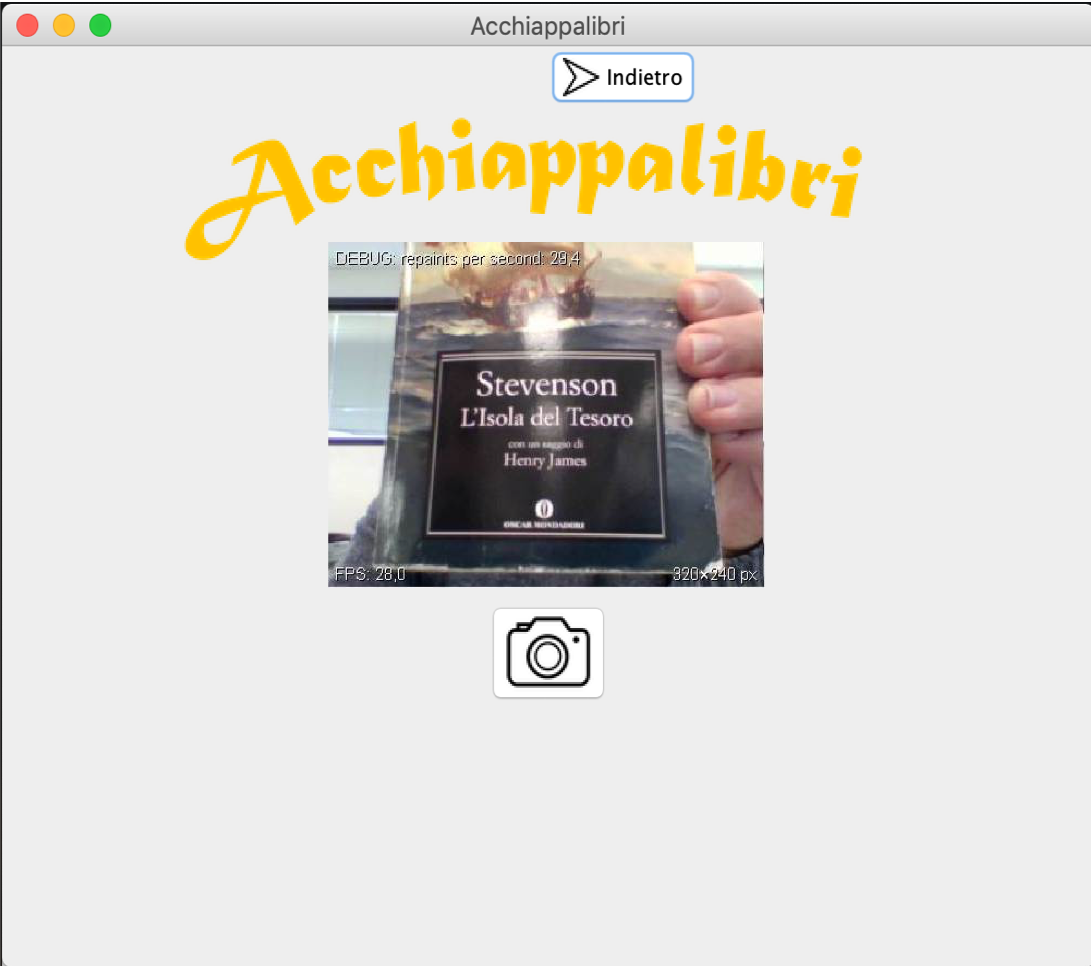 Acchiappalibri
Indietro
Acchiappalibri
DEBUG: repaints per second: 28,4
Stevenson
L'Isola del Tesoro
con un saggio di
Henry James
OSCAR MONDADORI
FPS: 28,0
320×240 px